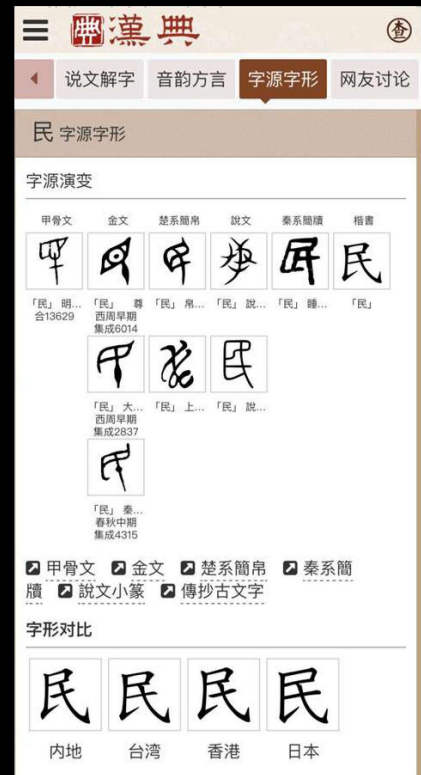 漢典
查
说文解字 音韵方言 字源字形 网友讨论
民 字源字形
字源演变
甲骨文 金文 楚系簡帛 說文 秦系簡牘 楷書
民
「民」 明... 「民」 尊 「民」 帛... 「民」 說... 「民」 睡... 「民」
合13629 西周早期
集成6014
「民」 大... 「民」 上... 「民」 說...
西周早期
集成2837
「民」 秦...
春秋中期
集成4315
甲骨文 金文 楚系簡帛 秦系簡
牘 說文小篆 傳抄古文字
字形对比
民 民 民 民
内地 台湾 香港 日本